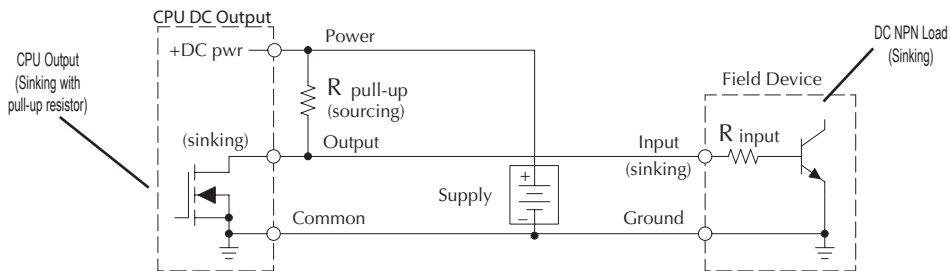 CPU DC Output
DC NPN Load
(Sinking)
+DC pwr
Power
CPU Output
(Sinking with
pull-up resistor)
Field Device
R pull-up
(sourcing)
R input
(sinking)
Output
Input
(sinking)
+
Supply
–
Common
Ground